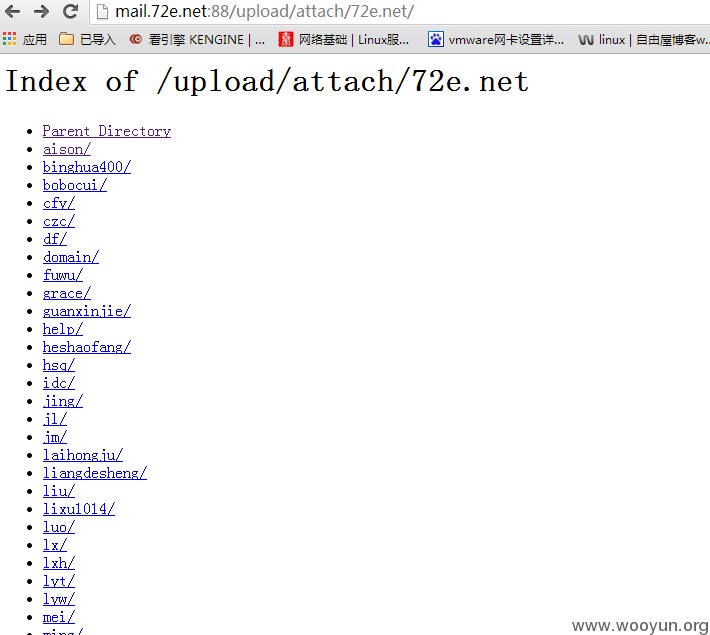 mail.72e.net:88/upload/attach/72e.net/
应用 已导入 看引擎 KENGINE | ... 网络基础 | Linux服... vmware网卡设置详... linux | 自由屋博客w..
Index of /upload/attach/72e.net
Parent Directory
aison/
binghua400/
bobocui/
cfy/
czc/
df/
domain/
fuwu/
grace/
guanxinjie/
help/
heshaofang/
hsq/
idc/
jing/
jl/
jm/
laihongju/
liangdesheng/
liu/
lixu1014/
luo/
lx/
lxh/
lyt/
lyw/
mei/
www.wooyun.org